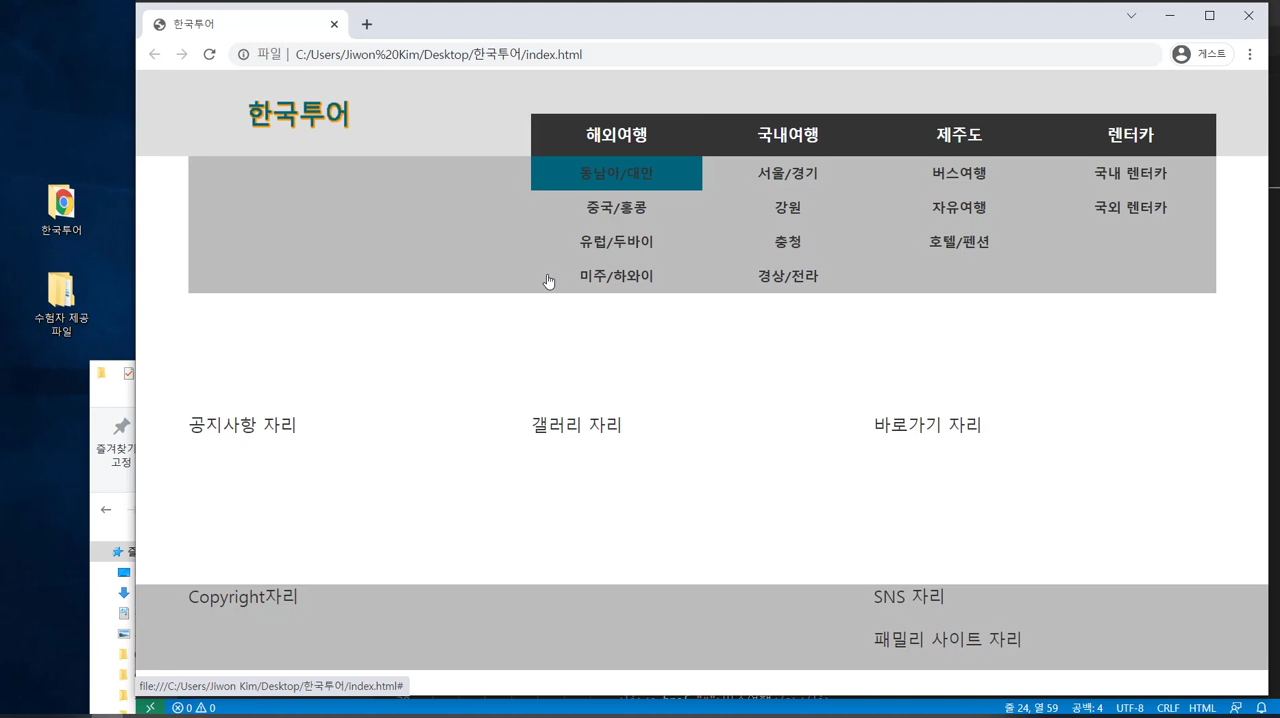 한국투어
파일
C:/Users/Jiwon%20Kim/Desktop/한국투어/index.html
게스트
한국투어
해외여행 국내여행 제주도 렌터카
동남아/대만 서울/경기 버스여행 국내 렌터카
중국/홍콩 강원 자유여행 국외 렌터카
유럽/두바이 충청 호텔/펜션
미주/하와이 경상/전라
한국투어
수험자 제공
파일
즐겨찾기
고정
즐
공지사항 자리 갤러리 자리 바로가기 자리
Copyright자리 SNS 자리
패밀리 사이트 자리
file:///C:/Users/Jiwon Kim/Desktop/한국투어/index.html#
0 0 줄 24, 열 59 공백: 4 UTF-8 CRLF HTML